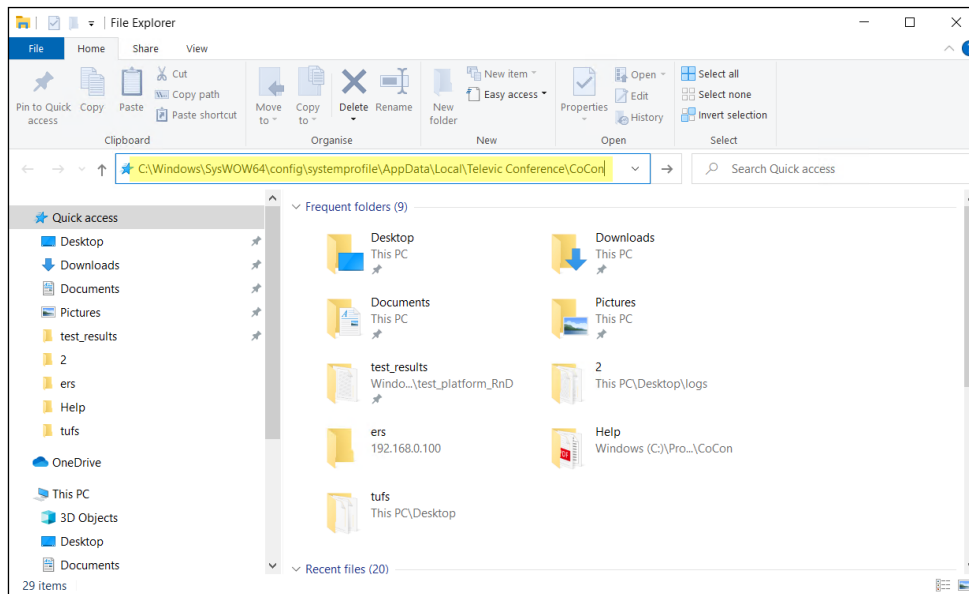 File Explorer
File Home Share View
Pin to Quick access
Copy
Paste
Cut
Copy path
Paste shortcut
Clipboard
Move to
Copy to
Delete
Rename
Organise
New folder
New item
Easy access
New
Properties
Open
Edit
History
Open
Select all
Select none
Invert selection
Select
C:\Windows\SysWOW64\config\systemprofile\AppData\Local\Televic Conference\CoCon
Search Quick access
Quick access
Desktop
Downloads
Documents
Pictures
test_results
2
ers
Help
tufs
OneDrive
This PC
3D Objects
Desktop
Documents
Frequent folders (9)
Desktop
This PC
Downloads
This PC
Documents
This PC
Pictures
This PC
test_results
Windo...\test_platform_RnD
2
This PC\Desktop\logs
ers
192.168.0.100
Help
Windows (C:)\Pro...\CoCon
PDF
tufs
This PC\Desktop
Recent files (20)
29 items